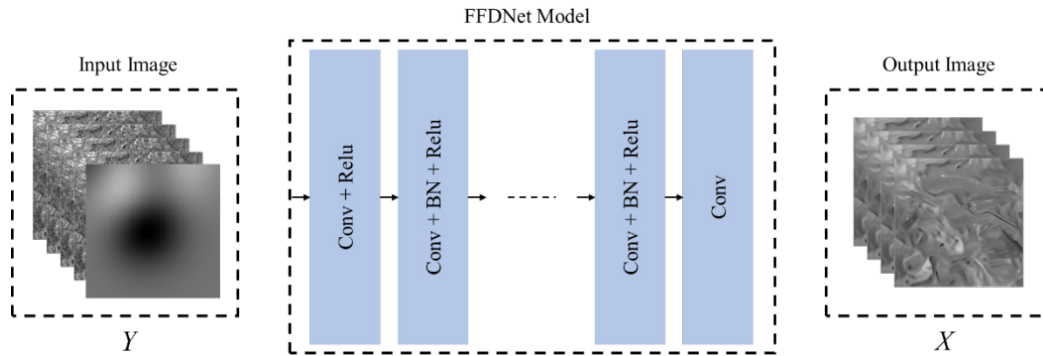 FFDNet Model
Input Image
Output Image
Conv + Relu
Conv + BN + Relu
Conv + BN + Relu
Conv
Y
X